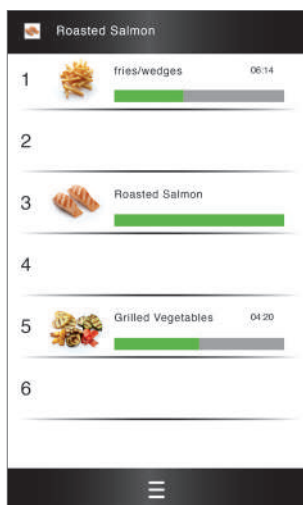 Roasted Salmon
1 fries/wedges 06:14
2
3 Roasted Salmon
4
5 Grilled Vegetables 04:20
6